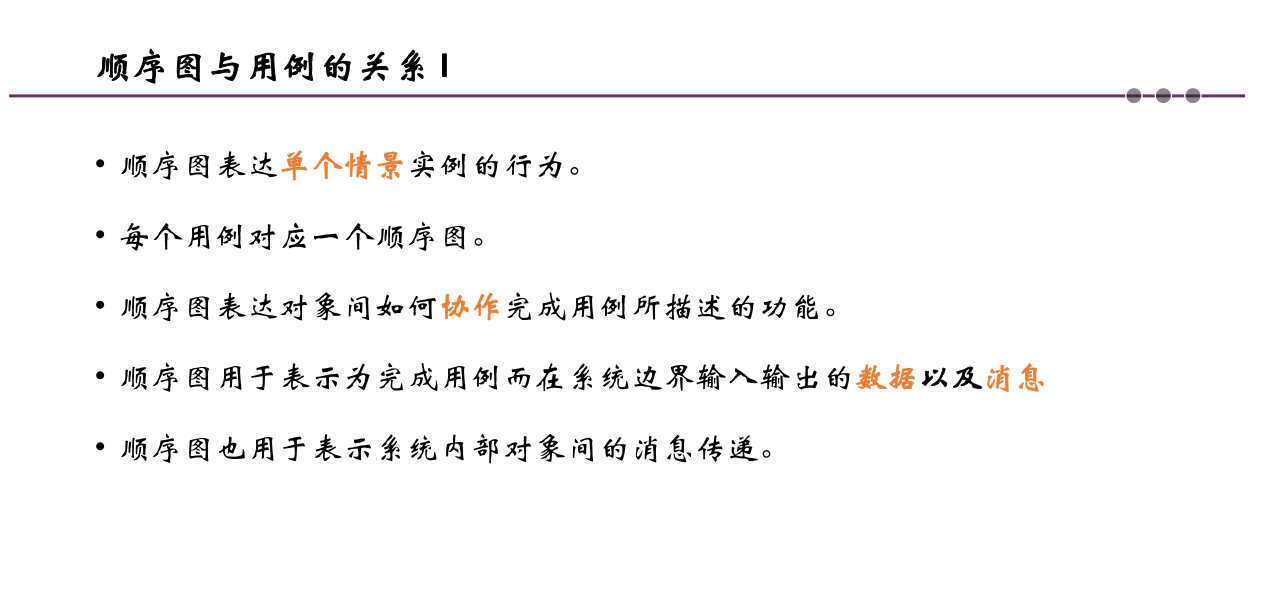 顺序图与用例的关系I
• 顺序图表达单个情景实例的行为。
• 每个用例对应一个顺序图。
• 顺序图表达对象间如何协作完成用例所描述的功能。
• 顺序图用于表示为完成用例而在系统边界输入输出的数据以及消息
• 顺序图也用于表示系统内部对象间的消息传递。